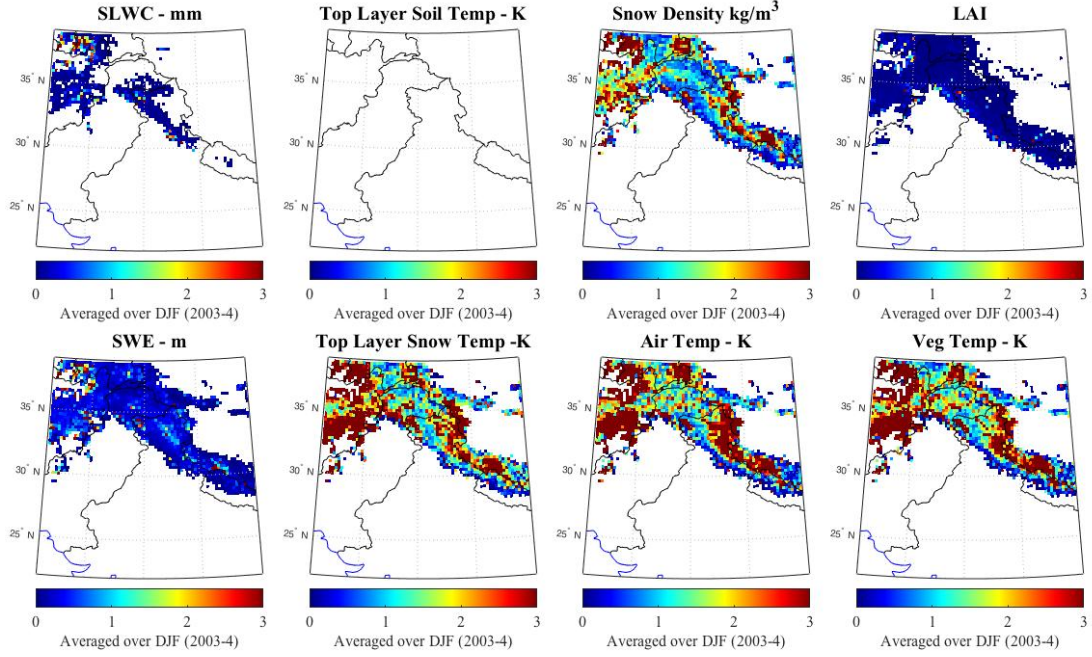 SLWC - mm
Top Layer Soil Temp - K
Snow Density kg/m³
LAI
35° N
30° N
25° N
35° N
30° N
25° N
35° N
30° N
25° N
35° N
30° N
25° N
0 1 2 3
0 1 2 3
0 1 2 3
0 1 2 3
Averaged over DJF (2003-4)
Averaged over DJF (2003-4)
Averaged over DJF (2003-4)
Averaged over DJF (2003-4)
SWE - m
Top Layer Snow Temp -K
Air Temp - K
Veg Temp - K
35° N
30° N
25° N
35° N
30° N
25° N
35° N
30° N
25° N
35° N
30° N
25° N
0 1 2 3
0 1 2 3
0 1 2 3
0 1 2 3
Averaged over DJF (2003-4)
Averaged over DJF (2003-4)
Averaged over DJF (2003-4)
Averaged over DJF (2003-4)